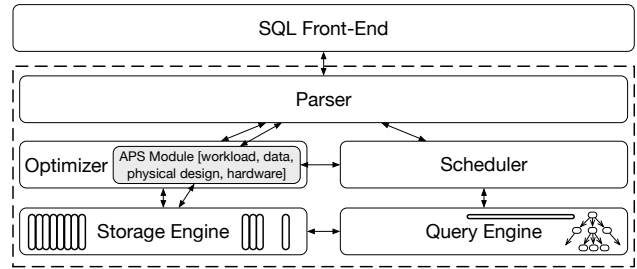 SQL Front-End
Parser
Optimizer
APS Module [workload, data,
physical design, hardware]
Scheduler
Storage Engine
Query Engine